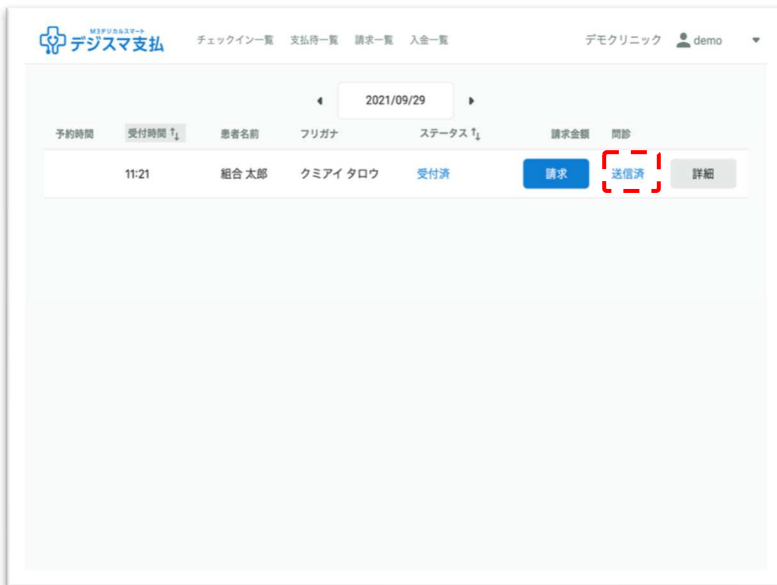 M3デジカルスマート
デジスマ支払 チェックイン一覧 支払待一覧 請求一覧 入金一覧 デモクリニック demo
2021/09/29
予約時間 受付時間 患者名前 フリガナ ステータス 請求金額 問診
11:21 組合 太郎 クミアイ タロウ 受付済 請求 送信済 詳細